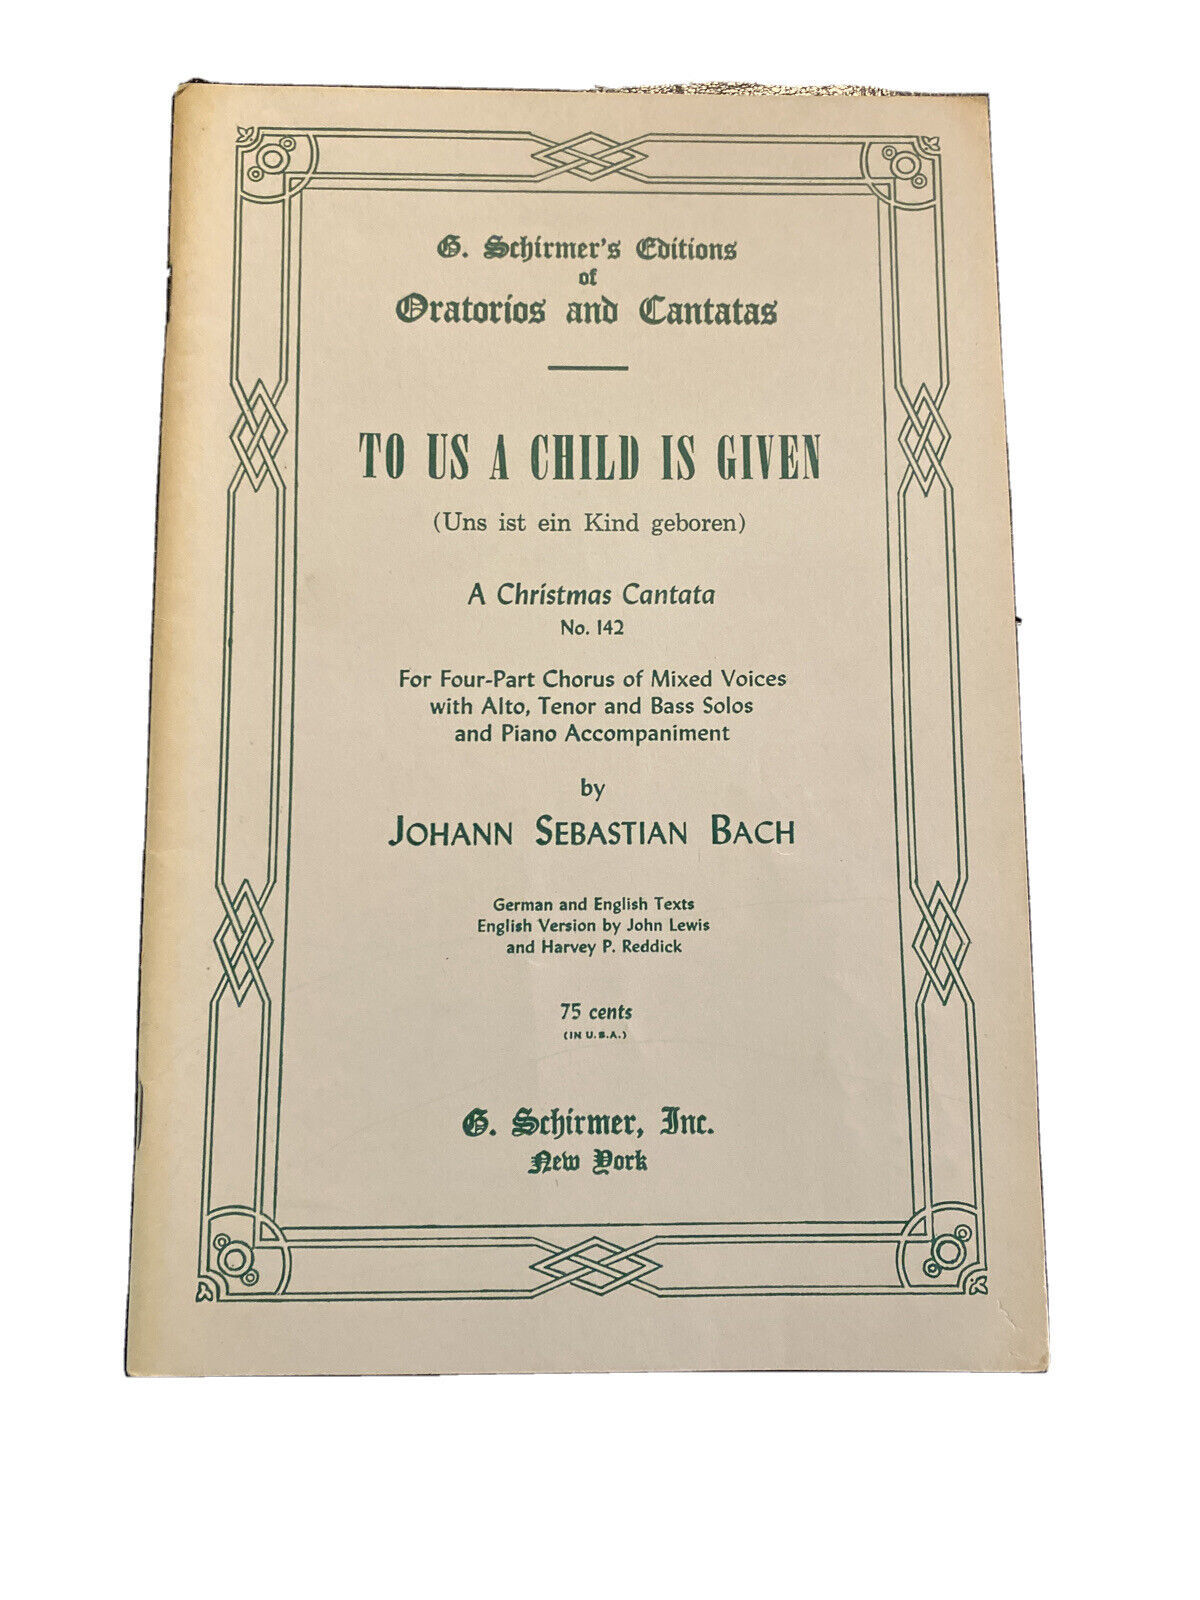 G. Schirmer's Editions
of
Oratorios and Cantatas
TO US A CHILD IS GIVEN
(Uns ist ein Kind geboren)
A Christmas Cantata
No. 142
For Four-Part Chorus of Mixed Voices
with Alto, Tenor and Bass Solos
and Piano Accompaniment
by
JOHANN SEBASTIAN BACH
German and English Texts
English Version by John Lewis
and Harvey P. Reddick
75 cents
(IN U.S.A.)
G. Schirmer, Inc.
New York